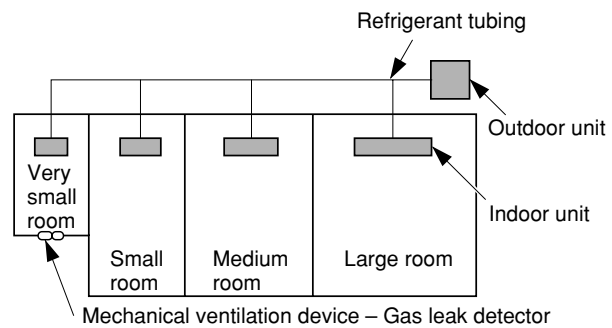 Refrigerant tubing
Outdoor unit
Very
small
room
Indoor unit
Small
room
Medium
room
Large room
Mechanical ventilation device – Gas leak detector